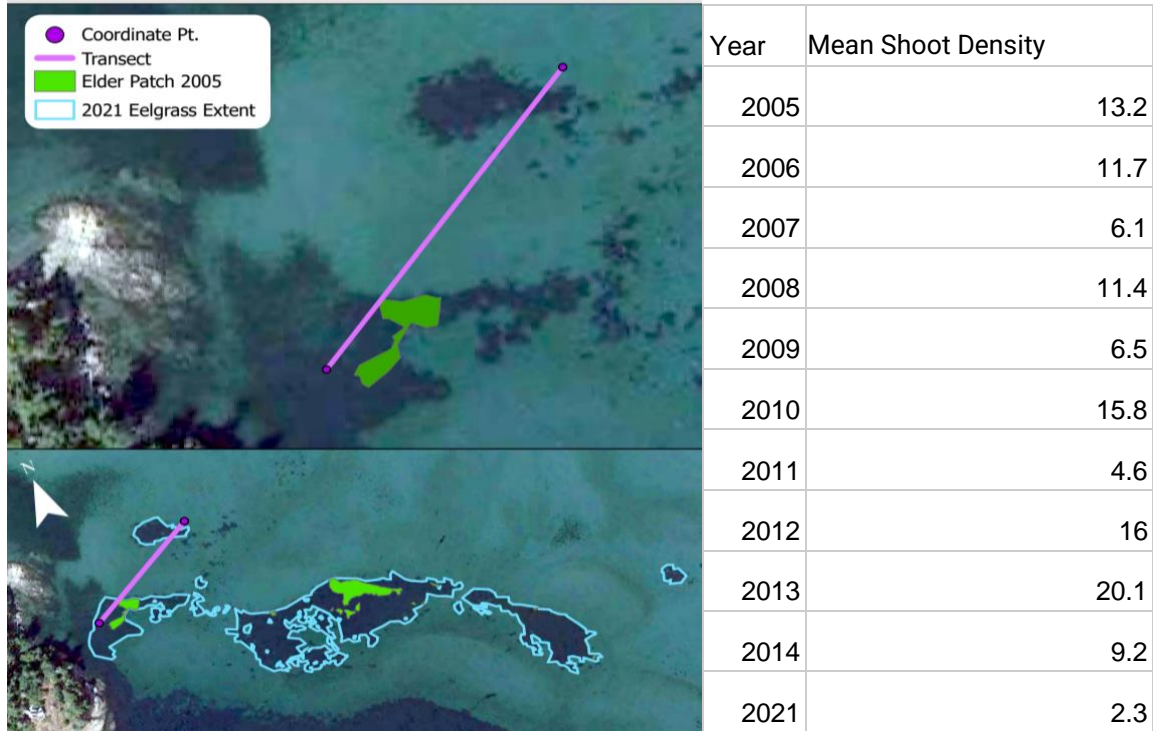 Coordinate Pt.
Transect
Elder Patch 2005
2021 Eelgrass Extent
N
Year Mean Shoot Density
2005 13.2
2006 11.7
2007 6.1
2008 11.4
2009 6.5
2010 15.8
2011 4.6
2012 16
2013 20.1
2014 9.2
2021 2.3